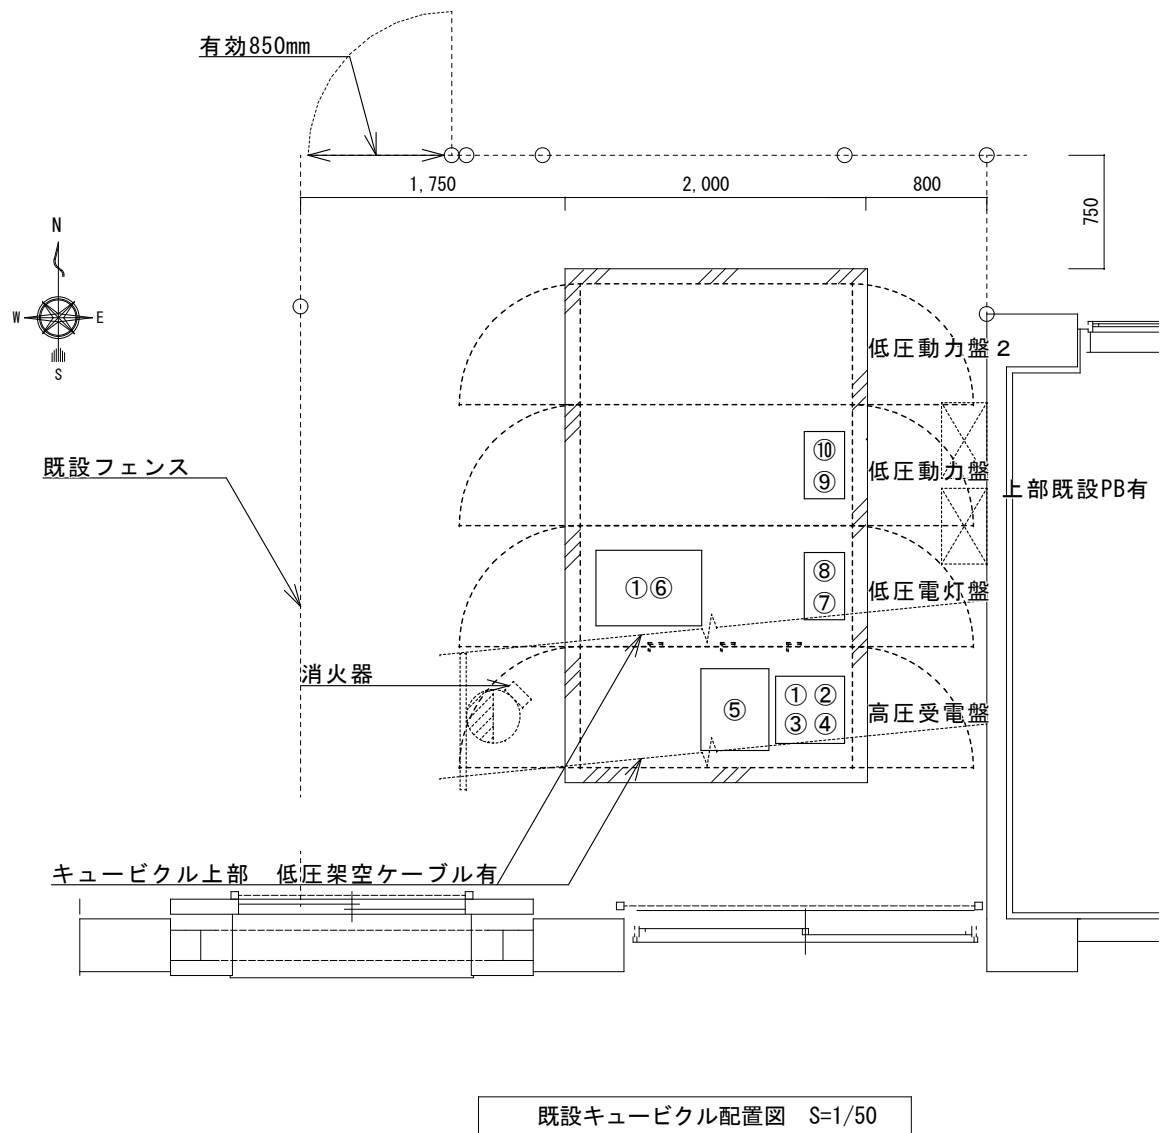 有効850mm
1,750
2,000
800
750
N
W
E
S
低圧動力盤２
既設フェンス
⑩
⑨
低圧動力盤
上部既設PB有
①⑥
⑧
⑦
低圧電灯盤
消火器
⑤
① ②
③ ④
高圧受電盤
キュービクル上部　低圧架空ケーブル有
既設キュービクル配置図　S=1/50